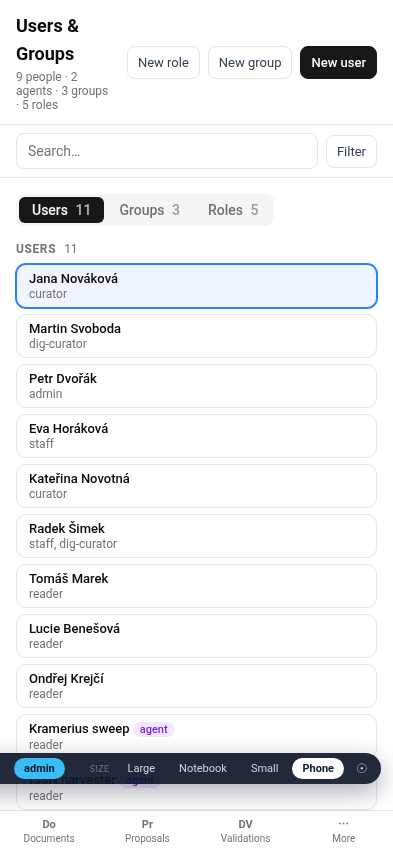 Users &
Groups
9 people · 2
agents · 3 groups
· 5 roles
New role
New group
New user
Search...
Filter
Users 11
Groups 3
Roles 5
USERS 11
Jana Nováková
curator
Martin Svoboda
dig-curator
Petr Dvořák
admin
Eva Horáková
staff
Kateřina Novotná
curator
Radek Šimek
staff, dig-curator
Tomáš Marek
reader
Lucie Benešová
reader
Ondřej Krejčí
reader
Kramerius sweep agent
reader
admin
SIZE
Large
Notebook
Small
Phone
harvester agent
reader
Do
Documents
Pr
Proposals
DV
Validations
···
More